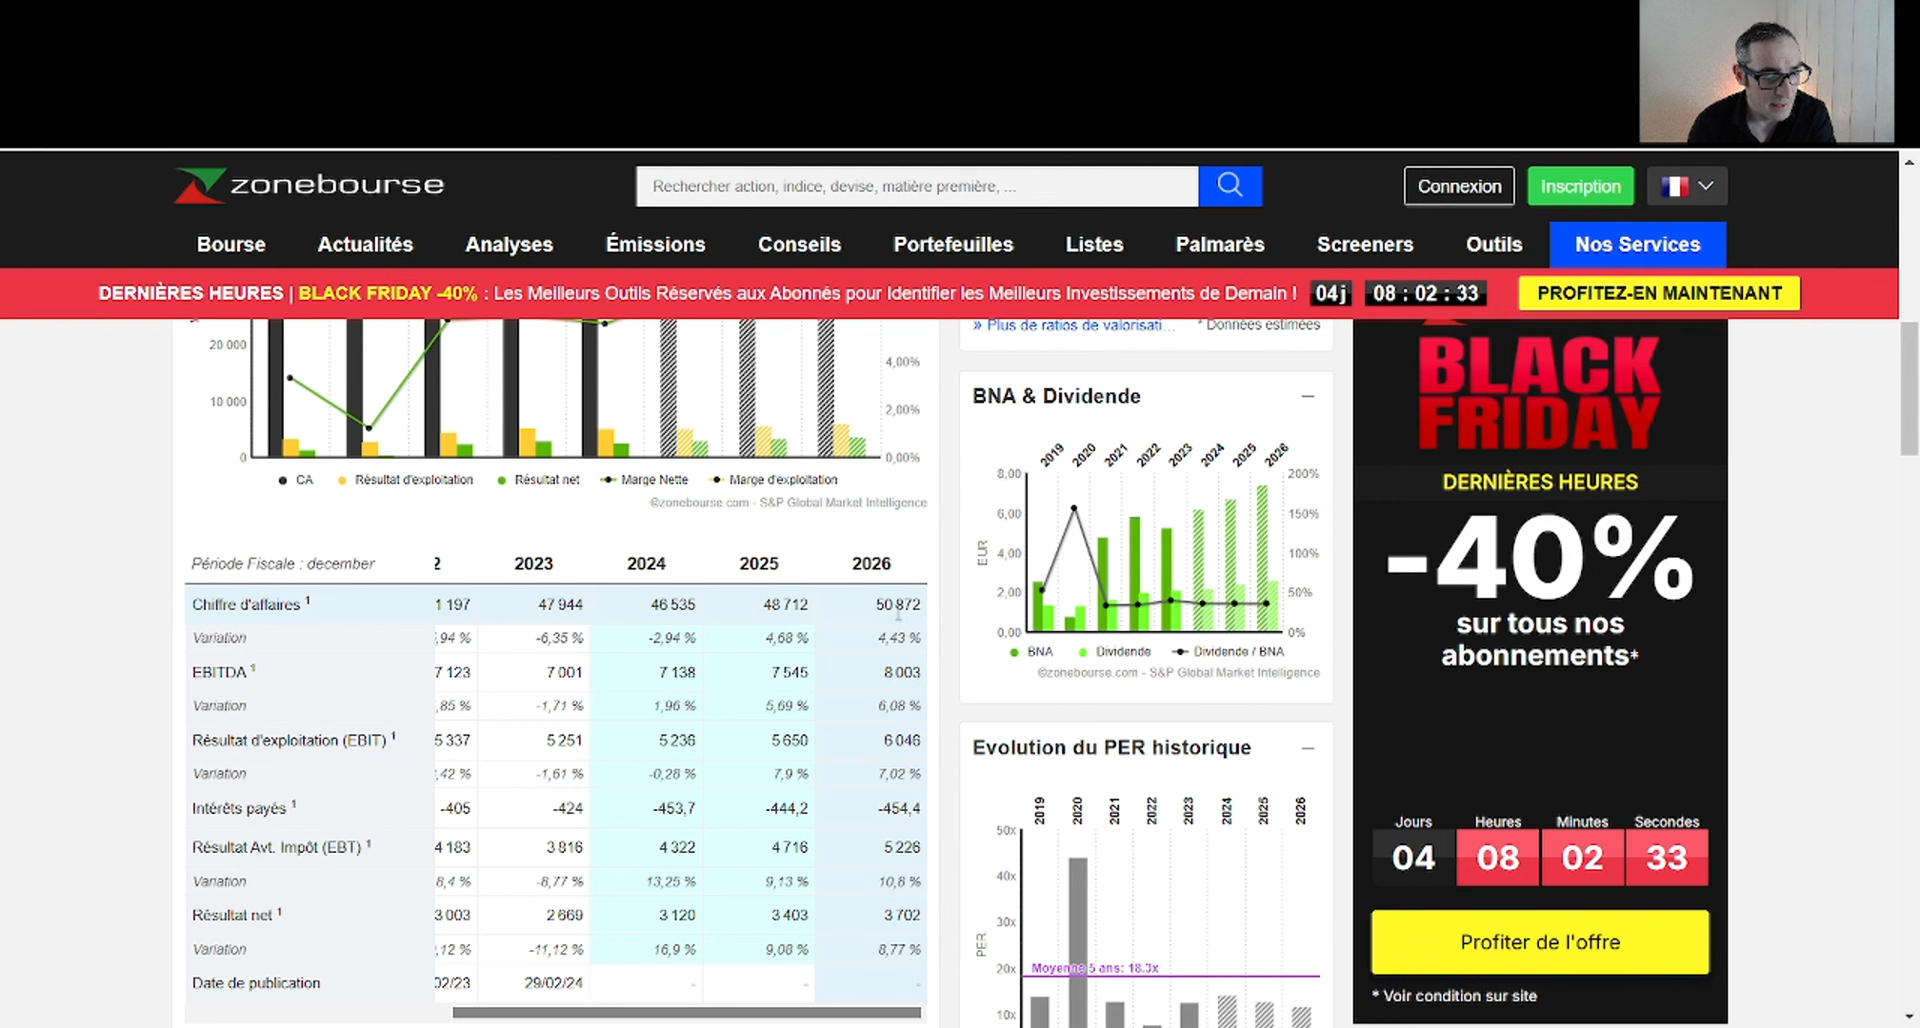 zonebourse
Rechercher action, indice, devise, matière première, ...
Connexion
Inscription
Bourse
Actualités
Analyses
Émissions
Conseils
Portefeuilles
Listes
Palmarès
Screeners
Outils
Nos Services
DERNIÈRES HEURES | BLACK FRIDAY -40% : Les Meilleurs Outils Réservés aux Abonnés pour Identifier les Meilleurs Investissements de Demain !
04j
08 : 02 : 33
PROFITEZ-EN MAINTENANT
20 000
10 000
0
4,00%
2,00%
0,00%
CA
Résultat d'exploitation
Résultat net
Marge Nette
Marge d'exploitation
©zonebourse.com - S&P Global Market Intelligence
Période Fiscale : december 2 2023 2024 2025 2026
Chiffre d'affaires 1 1 197 47 944 46 535 48 712 50 872
Variation ,94 % -6,35 % -2,94 % 4,68 % 4,43 %
EBITDA 1 7 123 7 001 7 138 7 545 8 003
Variation ,85 % -1,71 % 1,96 % 5,69 % 6,08 %
Résultat d'exploitation (EBIT) 1 5 337 5 251 5 236 5 650 6 046
Variation ,42 % -1,61 % -0,28 % 7,9 % 7,02 %
Intérêts payés 1 -405 -424 -453,7 -444,2 -454,4
Résultat Avt. Impôt (EBT) 1 4 183 3 816 4 322 4 716 5 226
Variation 8,4 % -8,77 % 13,25 % 9,13 % 10,8 %
Résultat net 1 3 003 2 669 3 120 3 403 3 702
Variation ,12 % -11,12 % 16,9 % 9,08 % 8,77 %
Date de publication 02/23 29/02/24 - - -
» Plus de ratios de valorisati... * Données estimées
BNA & Dividende
2019 2020 2021 2022 2023 2024 2025 2026
8,00
6,00
4,00
2,00
0,00
EUR
200%
150%
100%
50%
0%
BNA
Dividende
Dividende / BNA
©zonebourse.com - S&P Global Market Intelligence
Evolution du PER historique
2019 2020 2021 2022 2023 2024 2025 2026
50x
40x
30x
20x
10x
PER
Moyenne 5 ans: 18.3x
BLACK
FRIDAY
DERNIÈRES HEURES
-40%
sur tous nos
abonnements*
Jours Heures Minutes Secondes
04 08 02 33
Profiter de l'offre
* Voir condition sur site